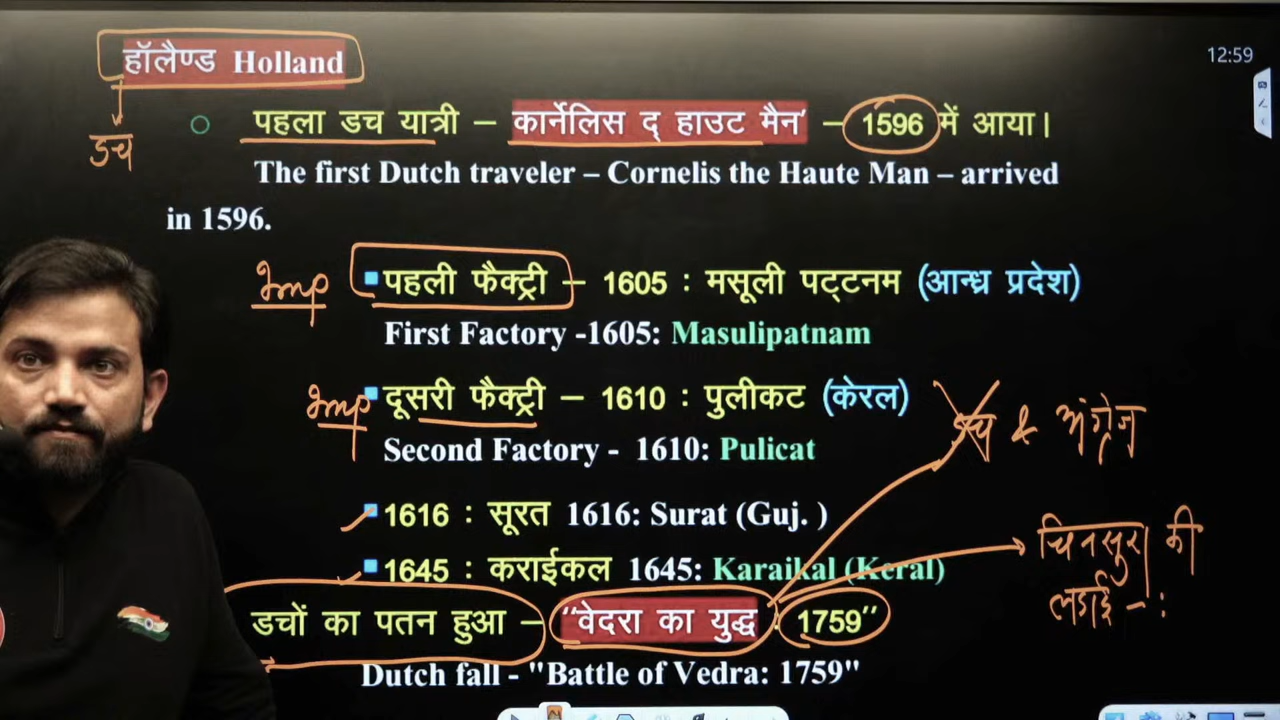 12:59
हॉलैण्ड Holland
डच
पहला डच यात्री – कार्नेलिस द् हाउट मैन' – 1596 में आया।
The first Dutch traveler – Cornelis the Haute Man – arrived
in 1596.
Imp
पहली फैक्ट्री – 1605 : मसूली पट्टनम (आन्ध्र प्रदेश)
First Factory -1605: Masulipatnam
Imp
दूसरी फैक्ट्री – 1610 : पुलीकट (केरल)
Second Factory - 1610: Pulicat
डच & अंग्रेज
1616 : सूरत 1616: Surat (Guj. )
चिनसुरा की
लडाई - :
1645 : कराईकल 1645: Karaikal (Keral)
डचों का पतन हुआ – "वेदरा का युद्ध : 1759"
Dutch fall - "Battle of Vedra: 1759"